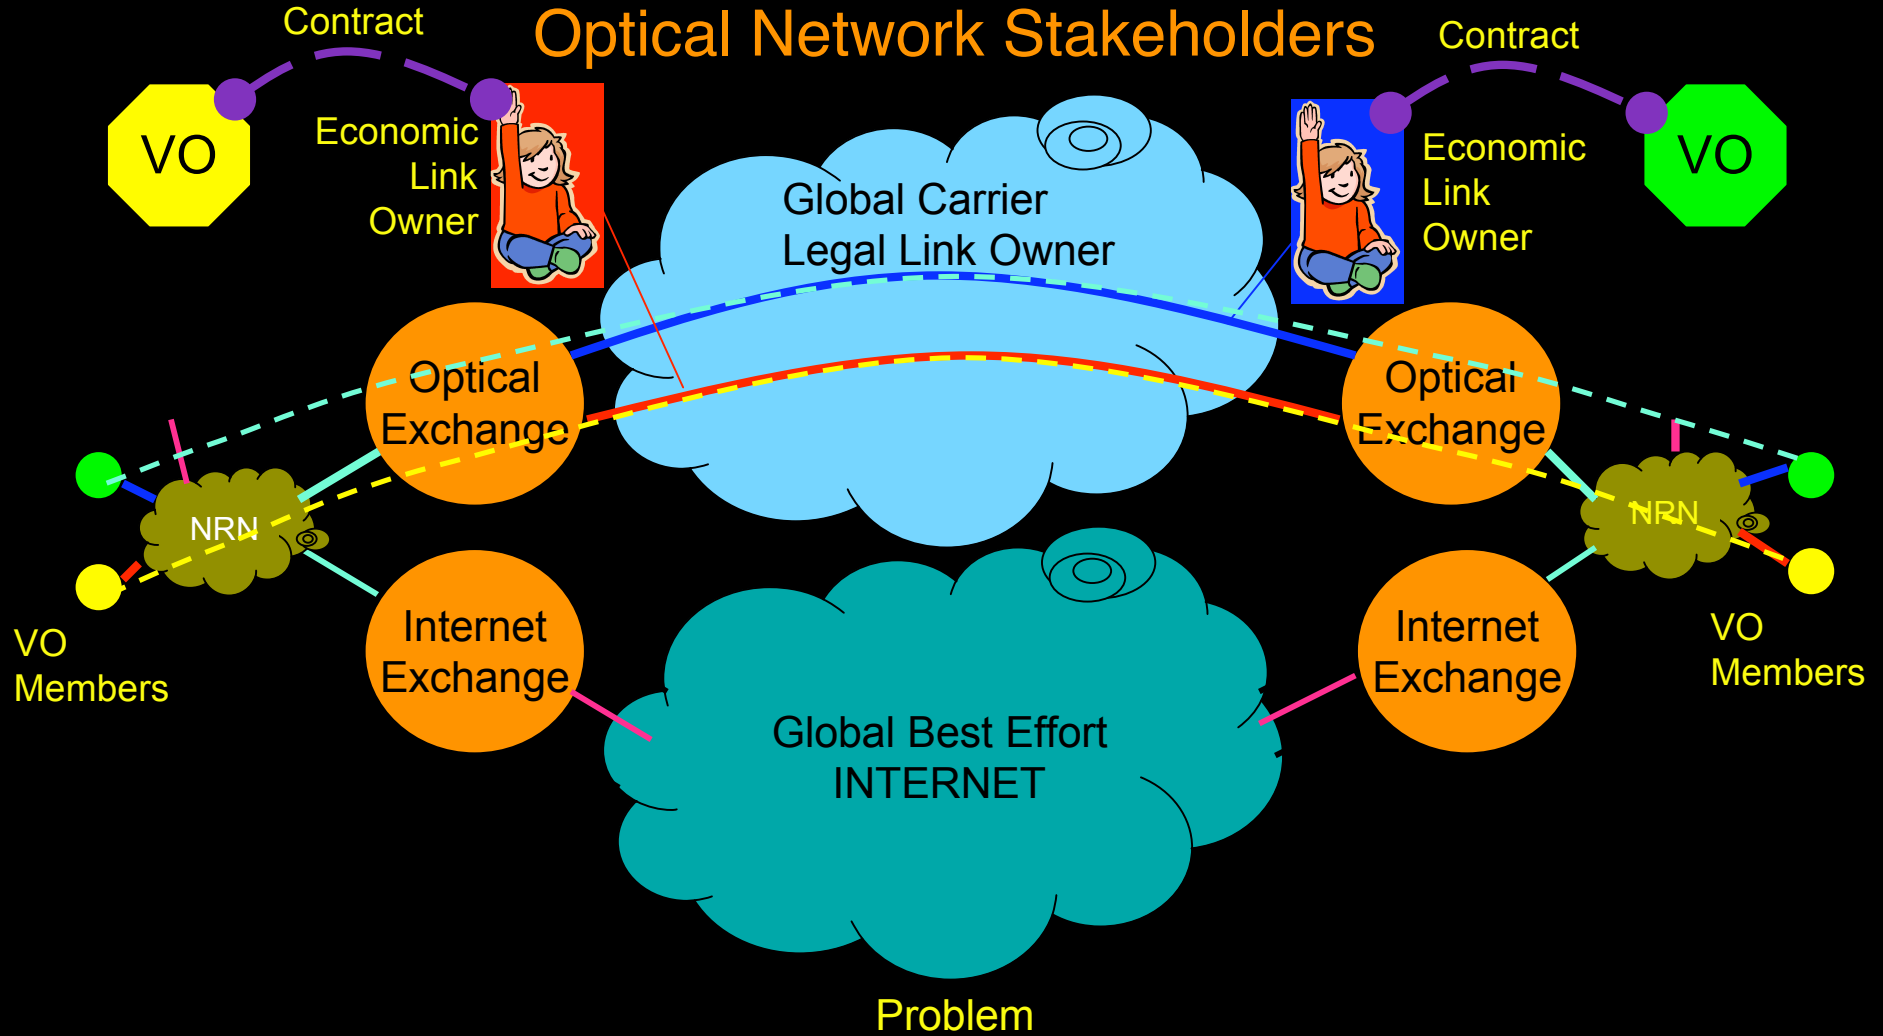 Optical Network Stakeholders
Contract
Contract
VO
Economic
Link
Owner
Global Carrier
Legal Link Owner
Economic
Link
Owner
VO
Optical
Exchange
Optical
Exchange
NRN
NRN
Internet
Exchange
Internet
Exchange
VO
Members
VO
Members
Global Best Effort
INTERNET
Problem